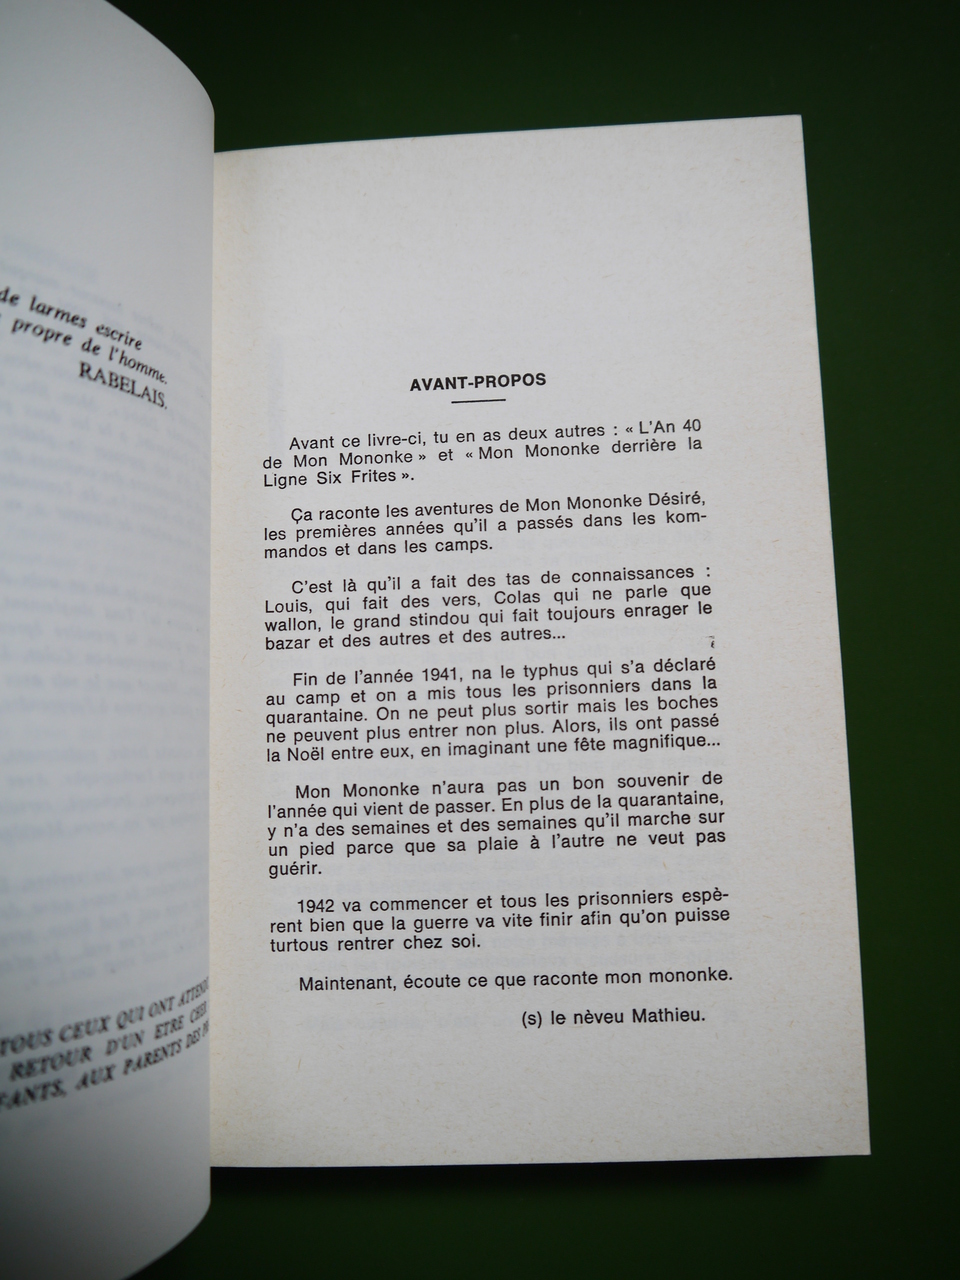 de larmes escrire
propre de l'homme.
RABELAIS.
TOUS CEUX QUI ONT
RETOUR D'UN ETRE CHER
AUX PARENTS DES
AVANT-PROPOS
Avant ce livre-ci, tu en as deux autres : « L'An 40
de Mon Mononke » et « Mon Mononke derrière la
Ligne Six Frites ».
Ça raconte les aventures de Mon Mononke Désiré,
les premières années qu'il a passés dans les kom-
mandos et dans les camps.
C'est là qu'il a fait des tas de connaissances :
Louis, qui fait des vers, Colas qui ne parle que
wallon, le grand stindou qui fait toujours enrager le
bazar et des autres et des autres...
Fin de l'année 1941, na le typhus qui s'a déclaré
au camp et on a mis tous les prisonniers dans la
quarantaine. On ne peut plus sortir mais les boches
ne peuvent plus entrer non plus. Alors, ils ont passé
la Noël entre eux, en imaginant une fête magnifique...
Mon Mononke n'aura pas un bon souvenir de
l'année qui vient de passer. En plus de la quarantaine,
y n'a des semaines et des semaines qu'il marche sur
un pied parce que sa plaie à l'autre ne veut pas
guérir.
1942 va commencer et tous les prisonniers espè-
rent bien que la guerre va vite finir afin qu'on puisse
turtous rentrer chez soi.
Maintenant, écoute ce que raconte mon mononke.
(s) le nèveu Mathieu.